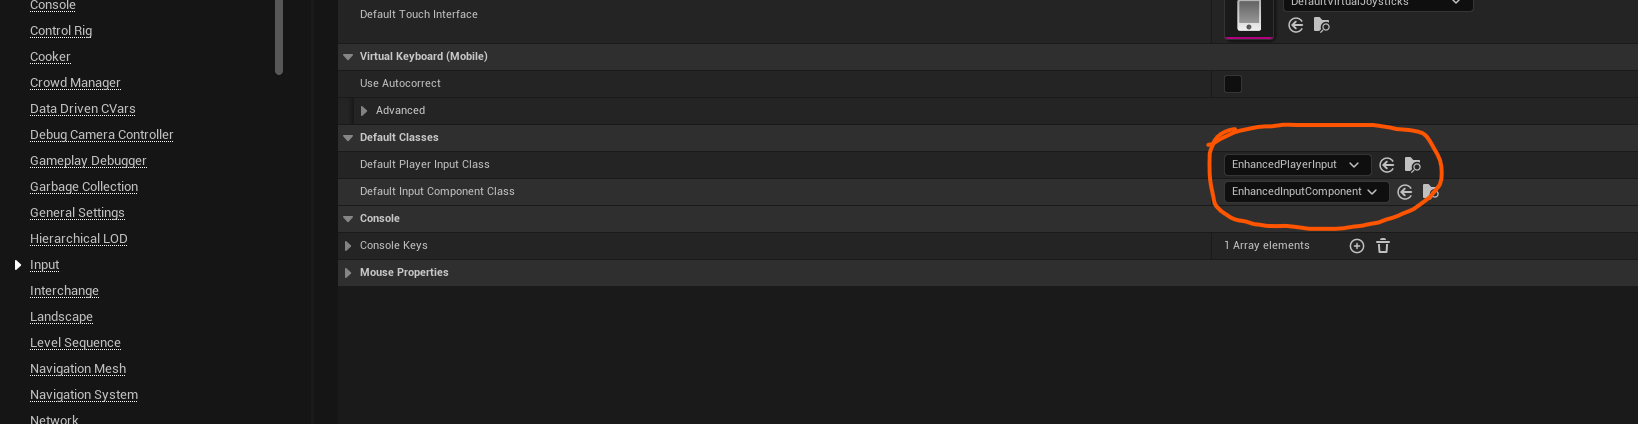 Console
Control Rig
Cooker
Crowd Manager
Data Driven CVars
Debug Camera Controller
Gameplay Debugger
Garbage Collection
General Settings
Hierarchical LOD
Input
Interchange
Landscape
Level Sequence
Navigation Mesh
Navigation System
Network
Default Touch Interface
DefaultVirtualJoysticks
Virtual Keyboard (Mobile)
Use Autocorrect
Advanced
Default Classes
Default Player Input Class
EnhancedPlayerInput
Default Input Component Class
EnhancedInputComponent
Console
Console Keys
1 Array elements
Mouse Properties